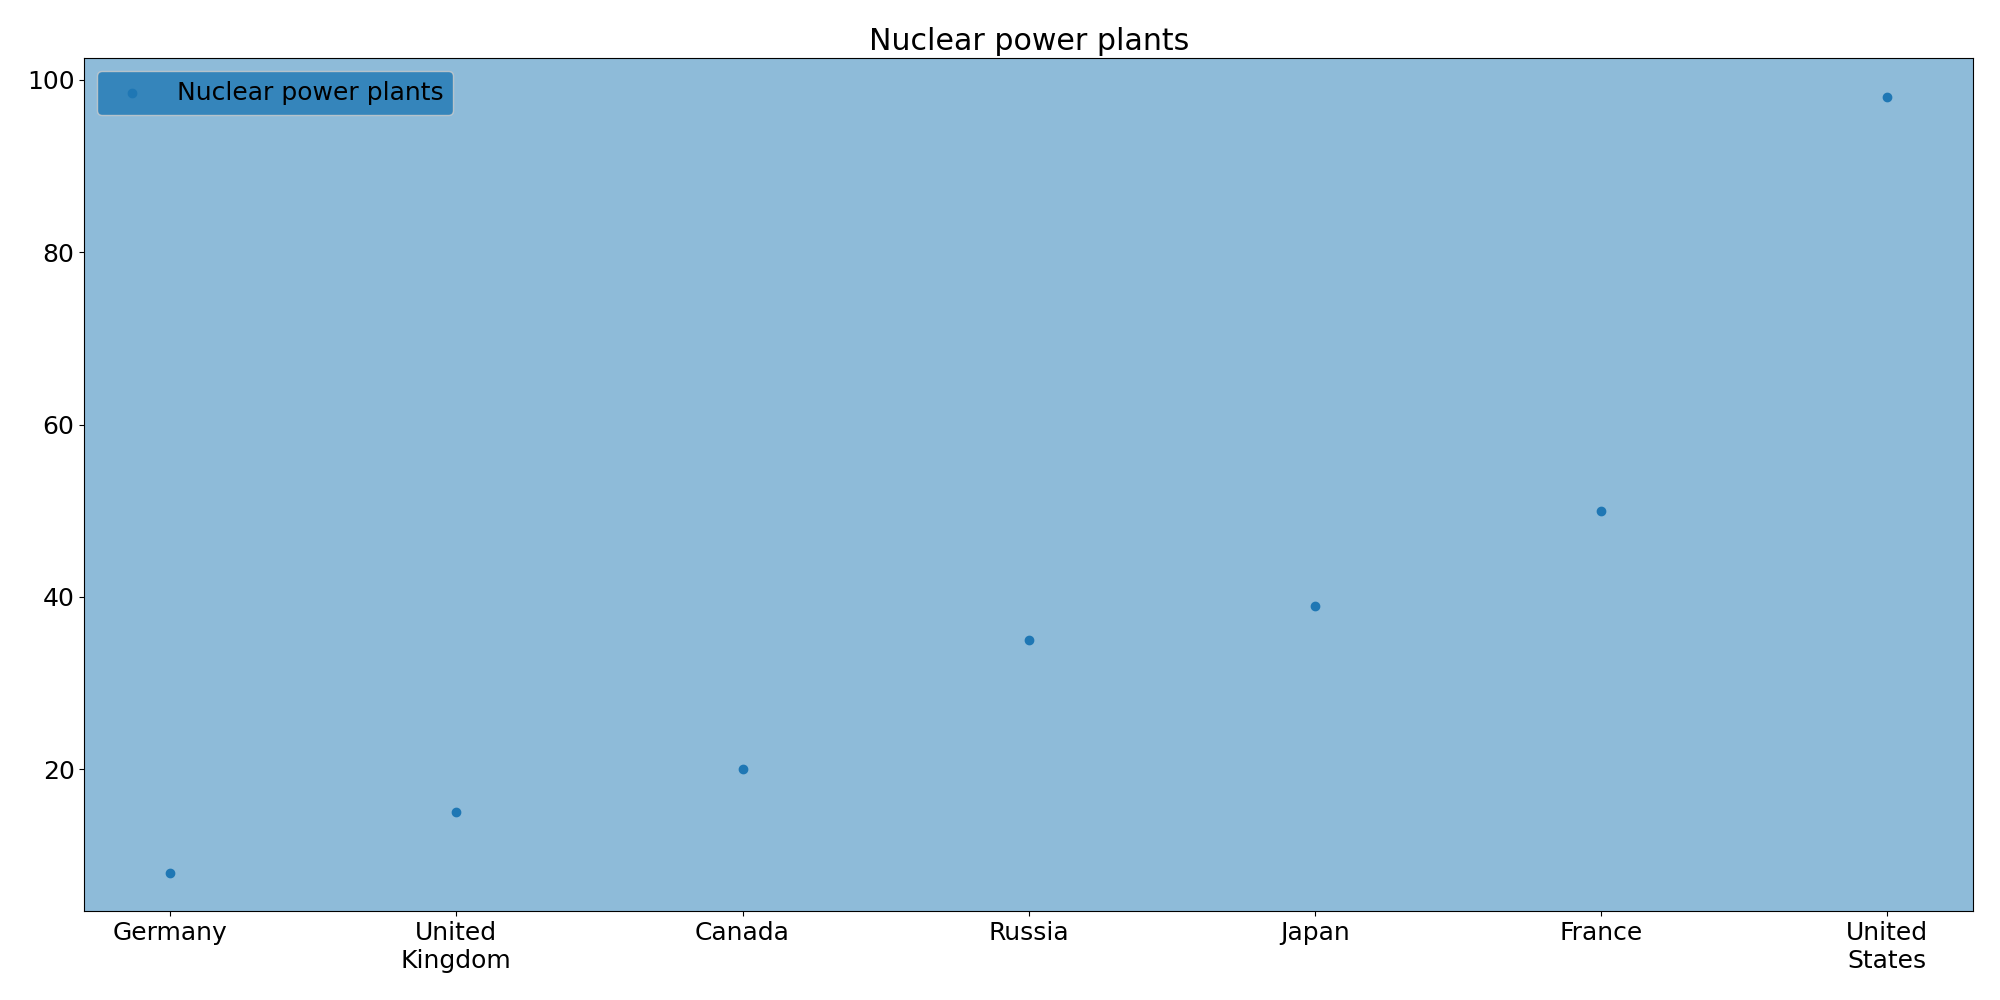 Nuclear power plants
Nuclear power plants
100
80
60
40
20
Germany
United
Kingdom
Canada
Russia
Japan
France
United
States